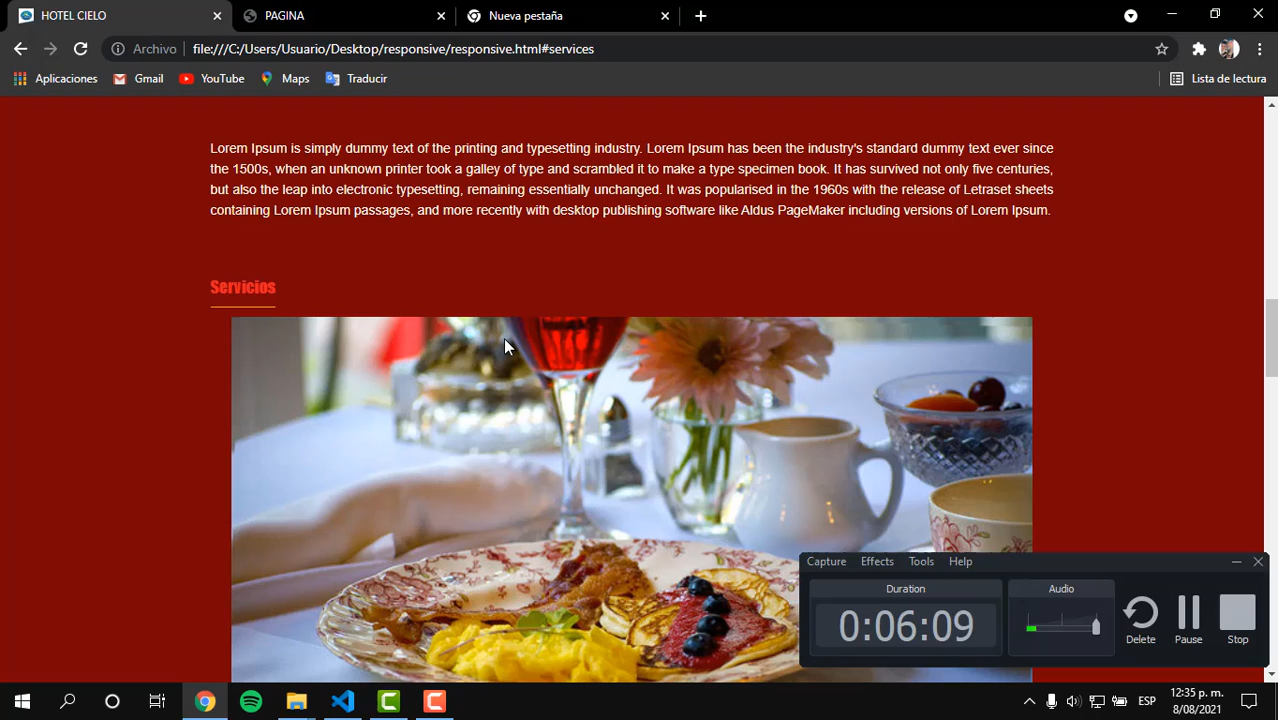 HOTEL CIELO
PAGINA
Nueva pestaña
Archivo
file:///C:/Users/Usuario/Desktop/responsive/responsive.html#services
Aplicaciones
Gmail
YouTube
Maps
Traducir
Lista de lectura
Lorem Ipsum is simply dummy text of the printing and typesetting industry. Lorem Ipsum has been the industry's standard dummy text ever since
the 1500s, when an unknown printer took a galley of type and scrambled it to make a type specimen book. It has survived not only five centuries,
but also the leap into electronic typesetting, remaining essentially unchanged. It was popularised in the 1960s with the release of Letraset sheets
containing Lorem Ipsum passages, and more recently with desktop publishing software like Aldus PageMaker including versions of Lorem Ipsum.
Servicios
Capture Effects Tools Help
Duration
Audio
0:06:09
Delete
Pause
Stop
ESP
12:35 p. m.
8/08/2021